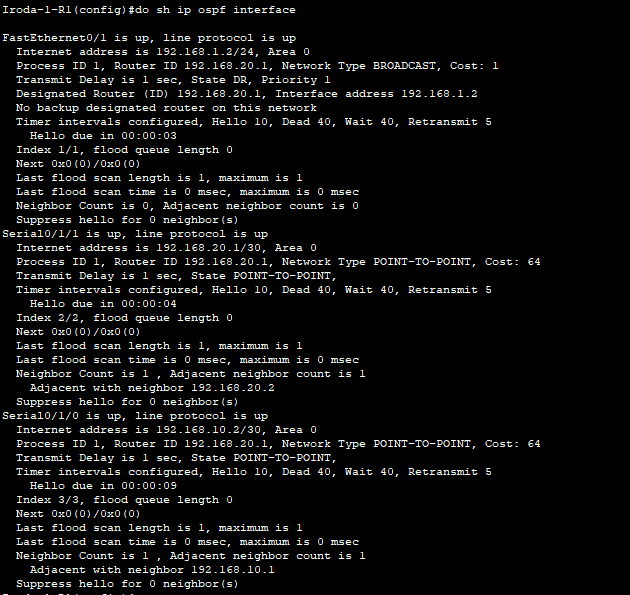 Iroda-1-R1(config)#do sh ip ospf interface
FastEthernet0/1 is up, line protocol is up
Internet address is 192.168.1.2/24, Area 0
Process ID 1, Router ID 192.168.20.1, Network Type BROADCAST, Cost: 1
Transmit Delay is 1 sec, State DR, Priority 1
Designated Router (ID) 192.168.20.1, Interface address 192.168.1.2
No backup designated router on this network
Timer intervals configured, Hello 10, Dead 40, Wait 40, Retransmit 5
Hello due in 00:00:03
Index 1/1, flood queue length 0
Next 0x0(0)/0x0(0)
Last flood scan length is 1, maximum is 1
Last flood scan time is 0 msec, maximum is 0 msec
Neighbor Count is 0, Adjacent neighbor count is 0
Suppress hello for 0 neighbor(s)
Serial0/1/1 is up, line protocol is up
Internet address is 192.168.20.1/30, Area 0
Process ID 1, Router ID 192.168.20.1, Network Type POINT-TO-POINT, Cost: 64
Transmit Delay is 1 sec, State POINT-TO-POINT,
Timer intervals configured, Hello 10, Dead 40, Wait 40, Retransmit 5
Hello due in 00:00:04
Index 2/2, flood queue length 0
Next 0x0(0)/0x0(0)
Last flood scan length is 1, maximum is 1
Last flood scan time is 0 msec, maximum is 0 msec
Neighbor Count is 1 , Adjacent neighbor count is 1
Adjacent with neighbor 192.168.20.2
Suppress hello for 0 neighbor(s)
Serial0/1/0 is up, line protocol is up
Internet address is 192.168.10.2/30, Area 0
Process ID 1, Router ID 192.168.20.1, Network Type POINT-TO-POINT, Cost: 64
Transmit Delay is 1 sec, State POINT-TO-POINT,
Timer intervals configured, Hello 10, Dead 40, Wait 40, Retransmit 5
Hello due in 00:00:09
Index 3/3, flood queue length 0
Next 0x0(0)/0x0(0)
Last flood scan length is 1, maximum is 1
Last flood scan time is 0 msec, maximum is 0 msec
Neighbor Count is 1 , Adjacent neighbor count is 1
Adjacent with neighbor 192.168.10.1
Suppress hello for 0 neighbor(s)